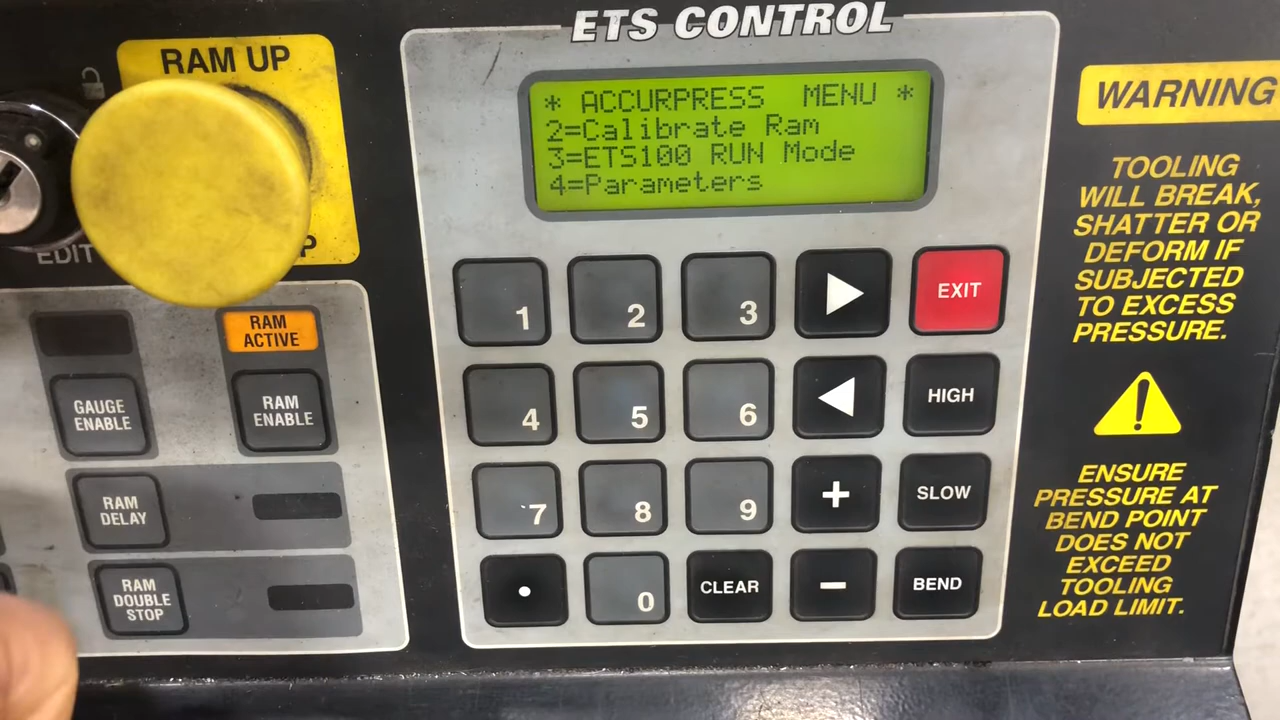 ETS CONTROL
RAM UP
EDIT
P
* ACCURPRESS MENU *
2=Calibrate Ram
3=ETS100 RUN Mode
4=Parameters
RAM
ACTIVE
GAUGE
ENABLE
RAM
ENABLE
RAM
DELAY
RAM
DOUBLE
STOP
1
2
3
EXIT
4
5
6
HIGH
7
8
9
+
SLOW
.
0
CLEAR
-
BEND
WARNING
TOOLING
WILL BREAK,
SHATTER OR
DEFORM IF
SUBJECTED
TO EXCESS
PRESSURE.
!
ENSURE
PRESSURE AT
BEND POINT
DOES NOT
EXCEED
TOOLING
LOAD LIMIT.